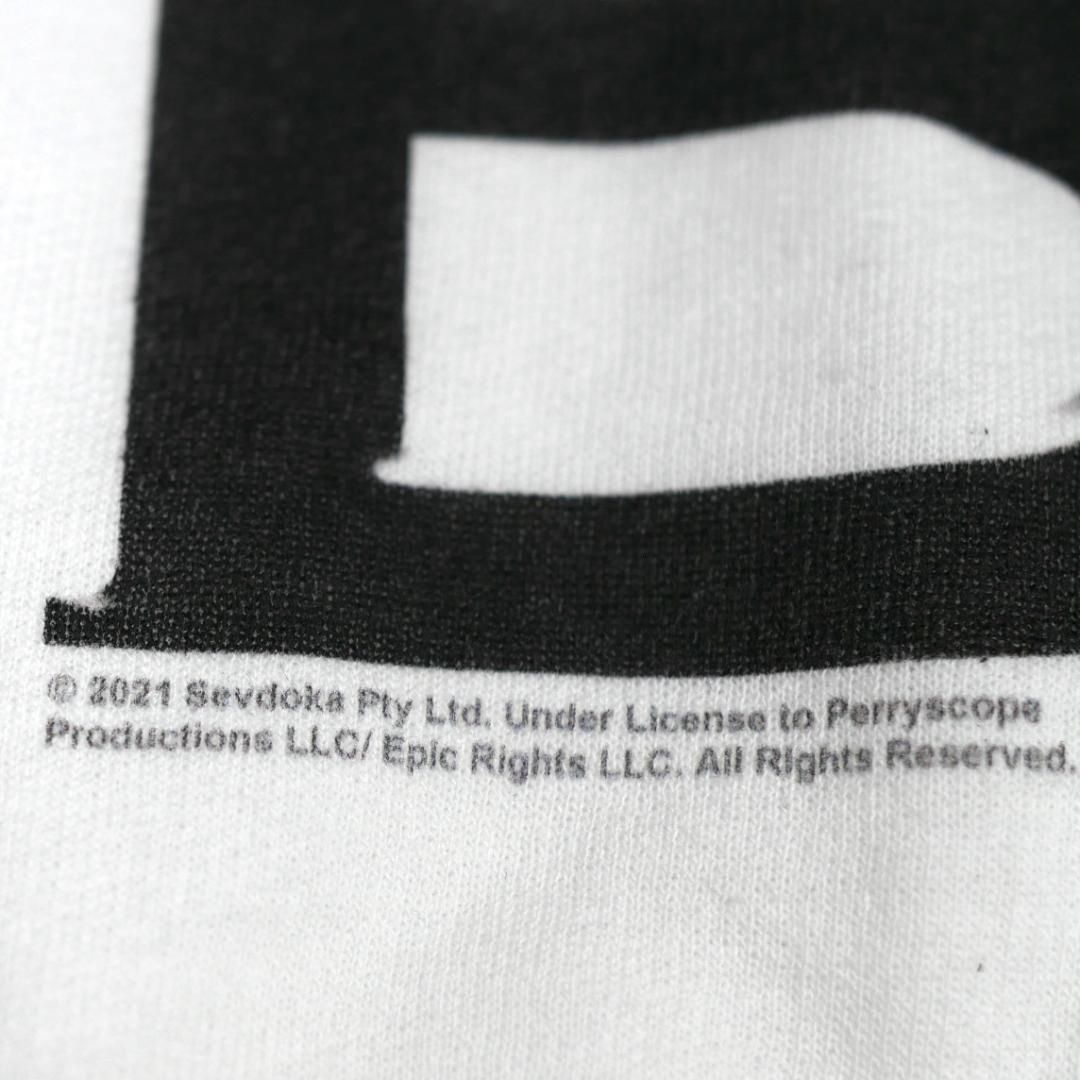 © 2021 Sevdoka Pty Ltd. Under License to Perryscope
Productions LLC/ Epic Rights LLC. All Rights Reserved.